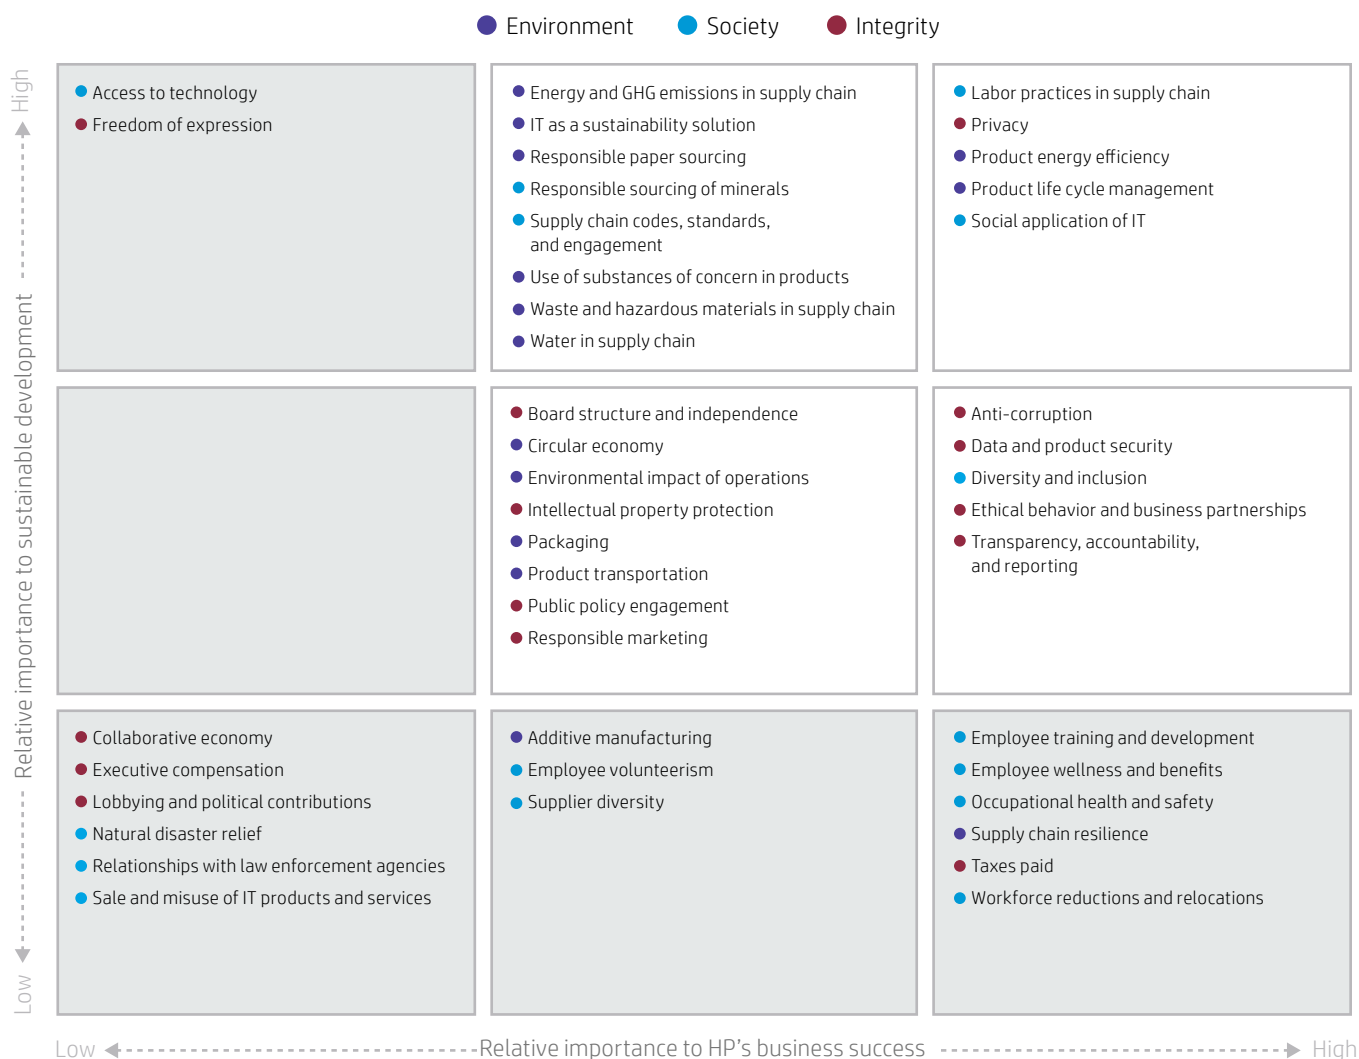 Environment
Society
Integrity
High
Relative importance to sustainable development
Low
Access to technology
Freedom of expression
Energy and GHG emissions in supply chain
IT as a sustainability solution
Responsible paper sourcing
Responsible sourcing of minerals
Supply chain codes, standards,
and engagement
Use of substances of concern in products
Waste and hazardous materials in supply chain
Water in supply chain
Labor practices in supply chain
Privacy
Product energy efficiency
Product life cycle management
Social application of IT
Board structure and independence
Circular economy
Environmental impact of operations
Intellectual property protection
Packaging
Product transportation
Public policy engagement
Responsible marketing
Anti-corruption
Data and product security
Diversity and inclusion
Ethical behavior and business partnerships
Transparency, accountability,
and reporting
Collaborative economy
Executive compensation
Lobbying and political contributions
Natural disaster relief
Relationships with law enforcement agencies
Sale and misuse of IT products and services
Additive manufacturing
Employee volunteerism
Supplier diversity
Employee training and development
Employee wellness and benefits
Occupational health and safety
Supply chain resilience
Taxes paid
Workforce reductions and relocations
Low
Relative importance to HP's business success
High